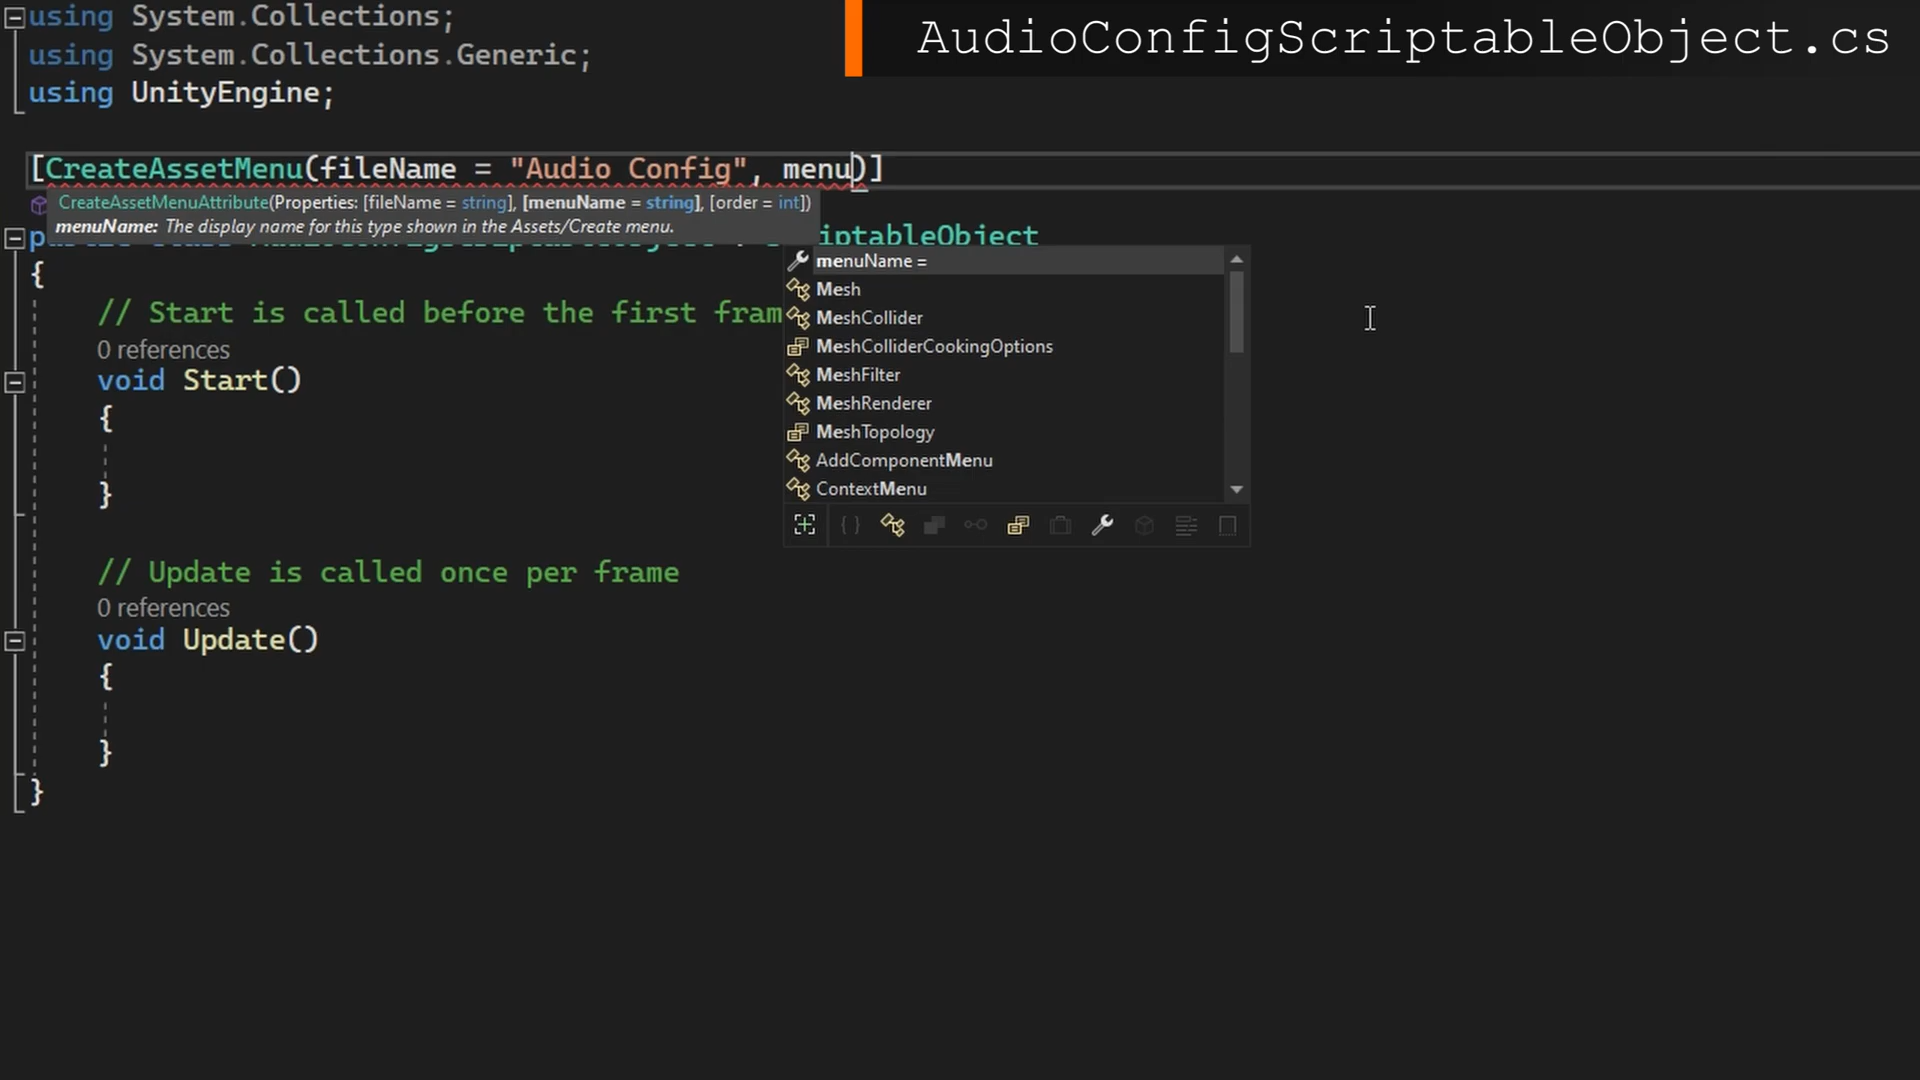 using System.Collections;
AudioConfigScriptableObject.cs
using System.Collections.Generic;
using UnityEngine;
[CreateAssetMenu(fileName = "Audio Config", menu)]
CreateAssetMenuAttribute(Properties: [fileName = string], [menuName = string], [order = int])
menuName: The display name for this type shown in the Assets/Create menu.
ScriptableObject
{
menuName =
Mesh
// Start is called before the first fram
MeshCollider
0 references
MeshColliderCookingOptions
void Start()
MeshFilter
{
MeshRenderer
MeshTopology
AddComponentMenu
}
ContextMenu
// Update is called once per frame
0 references
void Update()
{
}
}